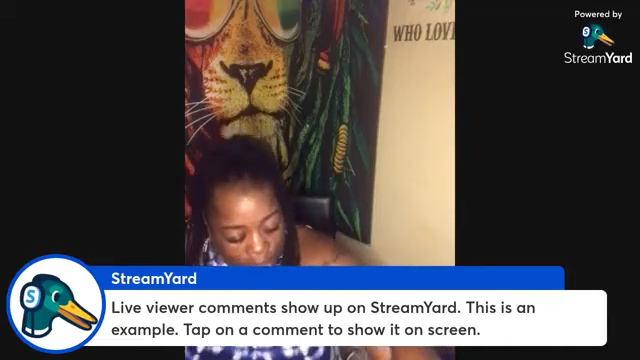 Powered by
StreamYard
WHO LOV
StreamYard
Live viewer comments show up on StreamYard. This is an
example. Tap on a comment to show it on screen.